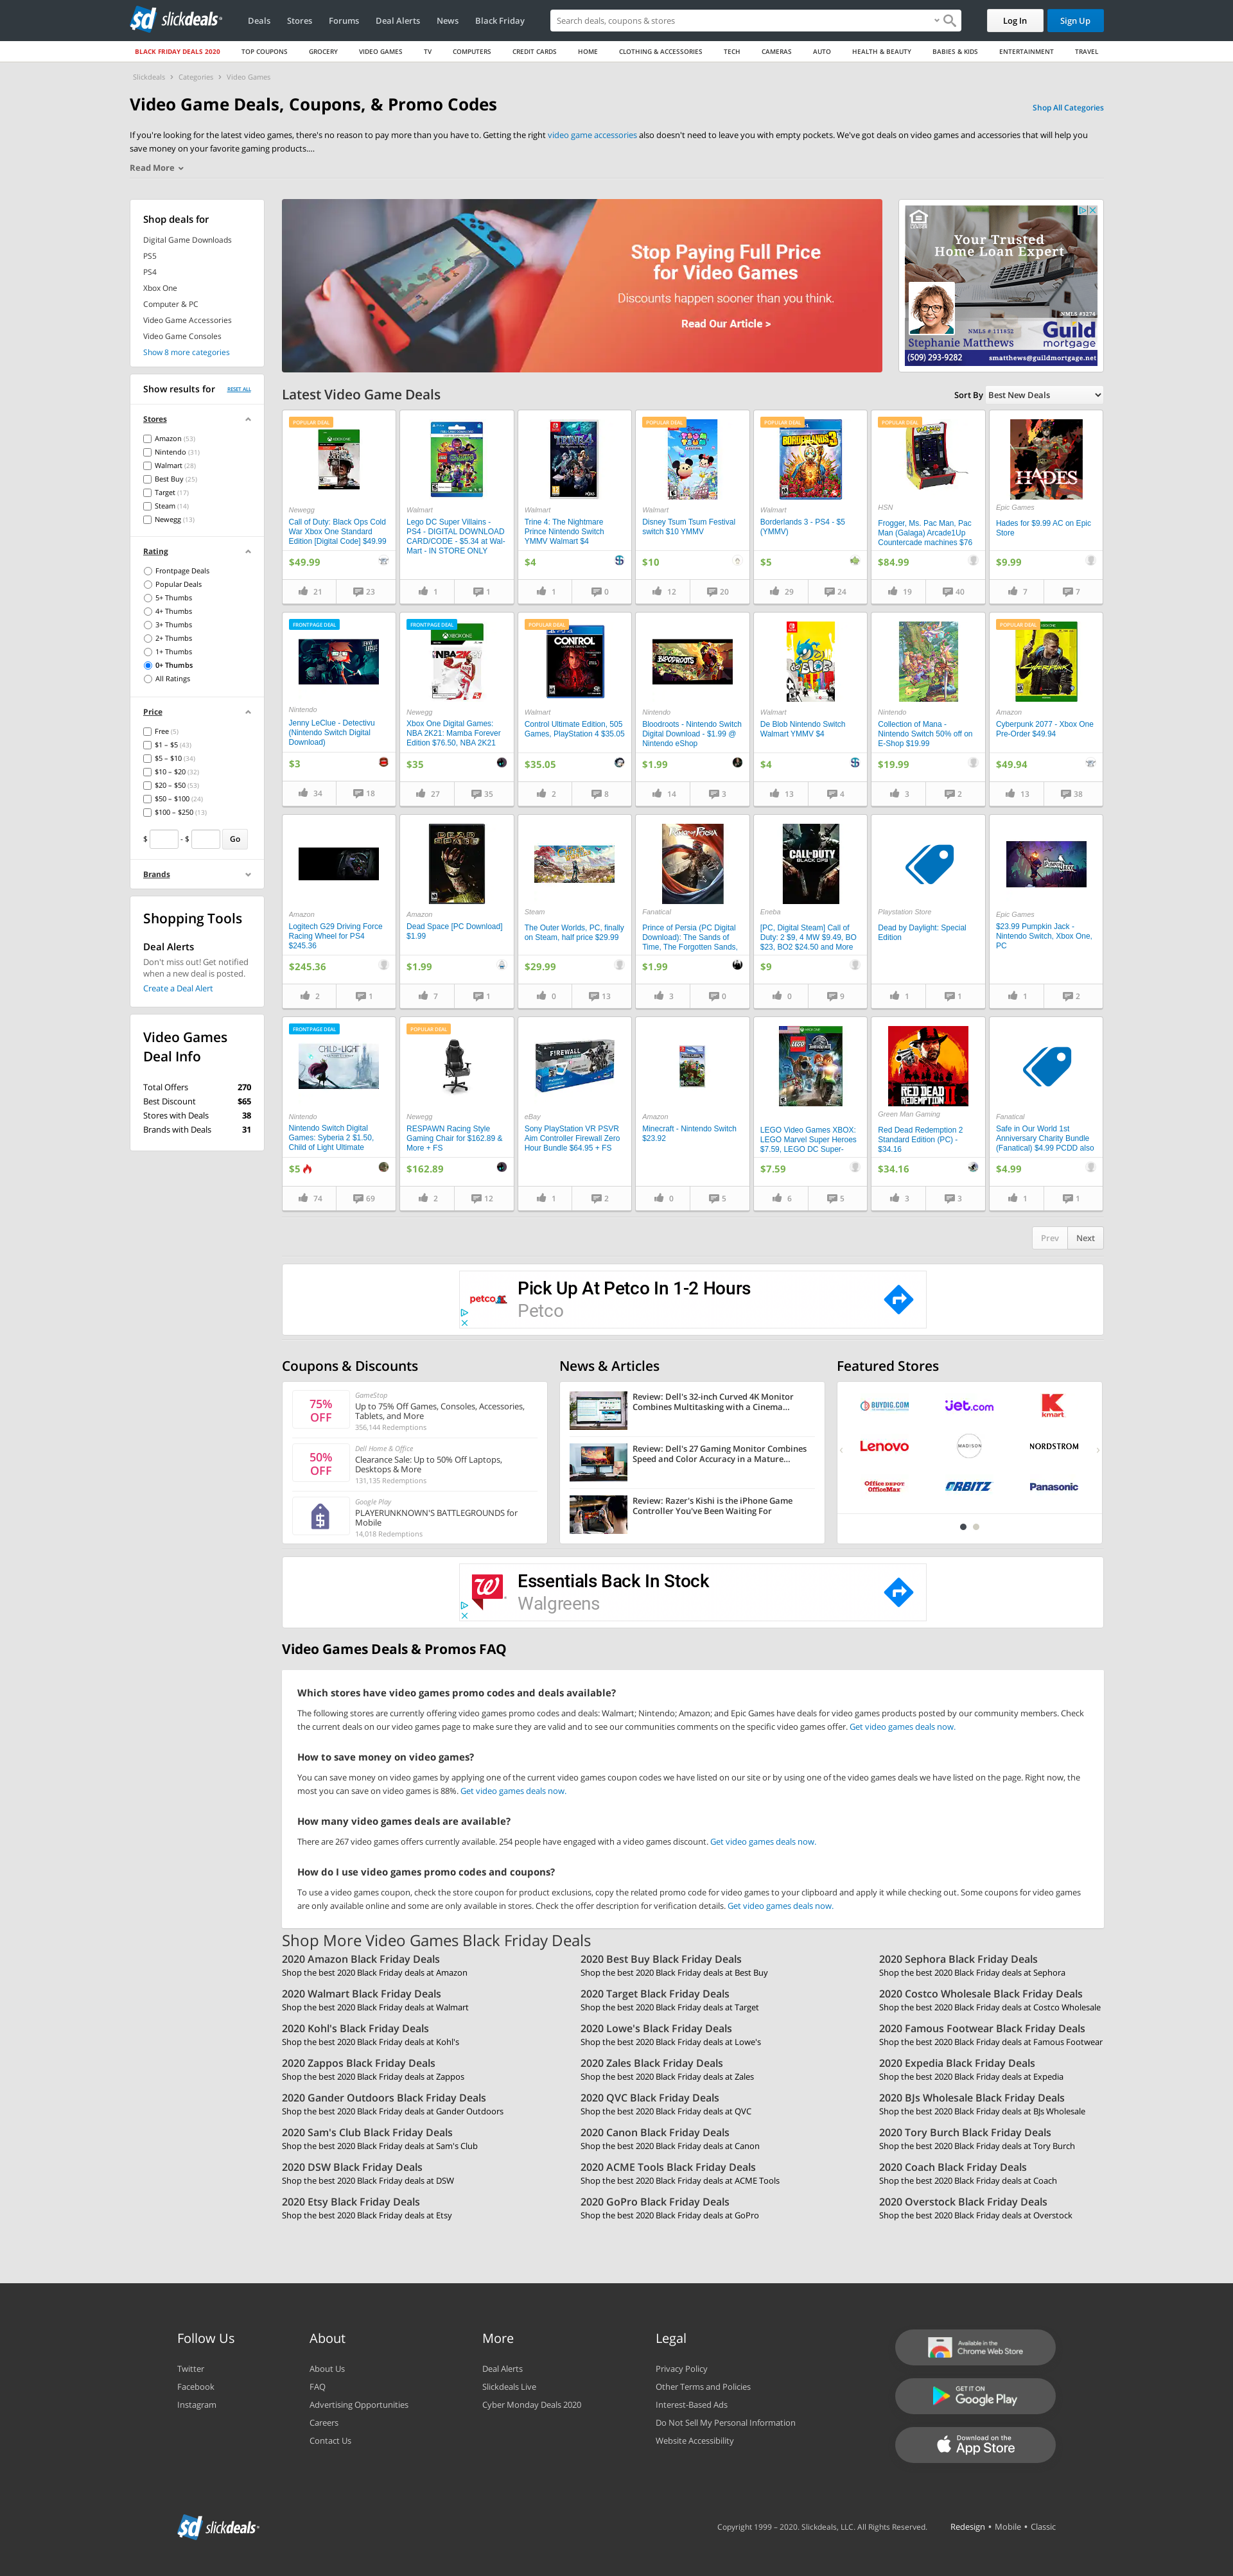 slickdeals
Deals Stores Forums Deal Alerts News Black Friday
Search deals, coupons & stores
Log In
Sign Up
BLACK FRIDAY DEALS 2020 TOP COUPONS GROCERY VIDEO GAMES TV COMPUTERS CREDIT CARDS HOME CLOTHING & ACCESSORIES TECH CAMERAS AUTO HEALTH & BEAUTY BABIES & KIDS ENTERTAINMENT TRAVEL
Slickdeals > Categories > Video Games
Video Game Deals, Coupons, & Promo Codes
Shop All Categories
If you're looking for the latest video games, there's no reason to pay more than you have to. Getting the right video game accessories also doesn't need to leave you with empty pockets. We've got deals on video games and accessories that will help you
save money on your favorite gaming products....
Read More
Shop deals for
Digital Game Downloads
PS5
PS4
Xbox One
Computer & PC
Video Game Accessories
Video Game Consoles
Show 8 more categories
Show results for RESET ALL
Stores
Amazon (53)
Nintendo (31)
Walmart (28)
Best Buy (25)
Target (17)
Steam (14)
Newegg (13)
Rating
Frontpage Deals
Popular Deals
5+ Thumbs
4+ Thumbs
3+ Thumbs
2+ Thumbs
1+ Thumbs
0+ Thumbs
All Ratings
Price
Free (5)
$1 – $5 (43)
$5 – $10 (34)
$10 – $20 (32)
$20 – $50 (53)
$50 – $100 (24)
$100 – $250 (13)
$ - $ Go
Brands
Shopping Tools
Deal Alerts
Don't miss out! Get notified
when a new deal is posted.
Create a Deal Alert
Video Games
Deal Info
Total Offers 270
Best Discount $65
Stores with Deals 38
Brands with Deals 31
Stop Paying Full Price
for Video Games
Discounts happen sooner than you think.
Read Our Article >
Your Trusted
Home Loan Expert
NMLS #3274
NMLS # 111852
Stephanie Matthews
Guild
mortgage
(509) 293-9282 smatthews@guildmortgage.net
Latest Video Game Deals
Sort By Best New Deals
POPULAR DEAL
Newegg
Call of Duty: Black Ops Cold
War Xbox One Standard
Edition [Digital Code] $49.99
$49.99
21 23
Walmart
Lego DC Super Villains -
PS4 - DIGITAL DOWNLOAD
CARD/CODE - $5.34 at Wal-
Mart - IN STORE ONLY
1 1
Walmart
Trine 4: The Nightmare
Prince Nintendo Switch
YMMV Walmart $4
$4
1 0
POPULAR DEAL
Walmart
Disney Tsum Tsum Festival
switch $10 YMMV
$10
12 20
POPULAR DEAL
Walmart
Borderlands 3 - PS4 - $5
(YMMV)
$5
29 24
POPULAR DEAL
HSN
Frogger, Ms. Pac Man, Pac
Man (Galaga) Arcade1Up
Countercade machines $76
$84.99
19 40
HADES
Epic Games
Hades for $9.99 AC on Epic
Store
$9.99
7 7
FRONTPAGE DEAL
Nintendo
Jenny LeClue - Detectivu
(Nintendo Switch Digital
Download)
$3
34 18
FRONTPAGE DEAL
Newegg
Xbox One Digital Games:
NBA 2K21: Mamba Forever
Edition $76.50, NBA 2K21
$35
27 35
POPULAR DEAL
CONTROL
Walmart
Control Ultimate Edition, 505
Games, PlayStation 4 $35.05
$35.05
2 8
BLOODROOTS
Nintendo
Bloodroots - Nintendo Switch
Digital Download - $1.99 @
Nintendo eShop
$1.99
14 3
Walmart
De Blob Nintendo Switch
Walmart YMMV $4
$4
13 4
Nintendo
Collection of Mana -
Nintendo Switch 50% off on
E-Shop $19.99
$19.99
3 2
POPULAR DEAL
Amazon
Cyberpunk 2077 - Xbox One
Pre-Order $49.94
$49.94
13 38
Amazon
Logitech G29 Driving Force
Racing Wheel for PS4
$245.36
$245.36
2 1
DEAD SPACE
Amazon
Dead Space [PC Download]
$1.99
$1.99
7 1
Steam
The Outer Worlds, PC, finally
on Steam, half price $29.99
$29.99
0 13
Prince of Persia
Fanatical
Prince of Persia (PC Digital
Download): The Sands of
Time, The Forgotten Sands,
$1.99
3 0
CALL OF DUTY
BLACK OPS
Eneba
[PC, Digital Steam] Call of
Duty: 2 $9, 4 MW $9.49, BO
$23, BO2 $24.50 and More
$9
0 9
Playstation Store
Dead by Daylight: Special
Edition
1 1
Epic Games
$23.99 Pumpkin Jack -
Nintendo Switch, Xbox One,
PC
1 2
FRONTPAGE DEAL
CHILD OF LIGHT
Nintendo
Nintendo Switch Digital
Games: Syberia 2 $1.50,
Child of Light Ultimate
$5
74 69
POPULAR DEAL
Newegg
RESPAWN Racing Style
Gaming Chair for $162.89 &
More + FS
$162.89
2 12
FIREWALL
eBay
Sony PlayStation VR PSVR
Aim Controller Firewall Zero
Hour Bundle $64.95 + FS
1 2
Amazon
Minecraft - Nintendo Switch
$23.92
0 5
LEGO
LEGO Video Games XBOX:
LEGO Marvel Super Heroes
$7.59, LEGO DC Super-
$7.59
6 5
RED DEAD
REDEMPTION II
Green Man Gaming
Red Dead Redemption 2
Standard Edition (PC) -
$34.16
$34.16
3 3
Fanatical
Safe in Our World 1st
Anniversary Charity Bundle
(Fanatical) $4.99 PCDD also
$4.99
1 1
Prev Next
petco
Pick Up At Petco In 1-2 Hours
Petco
Coupons & Discounts
75%
OFF
GameStop
Up to 75% Off Games, Consoles, Accessories,
Tablets, and More
356,144 Redemptions
50%
OFF
Dell Home & Office
Clearance Sale: Up to 50% Off Laptops,
Desktops & More
131,135 Redemptions
Google Play
PLAYERUNKNOWN'S BATTLEGROUNDS for
Mobile
14,018 Redemptions
News & Articles
Review: Dell's 32-inch Curved 4K Monitor
Combines Multitasking with a Cinema...
Review: Dell's 27 Gaming Monitor Combines
Speed and Color Accuracy in a Mature...
Review: Razer's Kishi is the iPhone Game
Controller You've Been Waiting For
Featured Stores
BUYDIG.COM jet.com kmart
Lenovo MADISON NORDSTROM
Office DEPOT
OfficeMax
ORBITZ Panasonic
Essentials Back In Stock
Walgreens
Video Games Deals & Promos FAQ
Which stores have video games promo codes and deals available?
The following stores are currently offering video games promo codes and deals: Walmart; Nintendo; Amazon; and Epic Games have deals for video games products posted by our community members. Check
the current deals on our video games page to make sure they are valid and to see our communities comments on the specific video games offer. Get video games deals now.
How to save money on video games?
You can save money on video games by applying one of the current video games coupon codes we have listed on our site or by using one of the video games deals we have listed on the page. Right now, the
most you can save on video games is 88%. Get video games deals now.
How many video games deals are available?
There are 267 video games offers currently available. 254 people have engaged with a video games discount. Get video games deals now.
How do I use video games promo codes and coupons?
To use a video games coupon, check the store coupon for product exclusions, copy the related promo code for video games to your clipboard and apply it while checking out. Some coupons for video games
are only available online and some are only available in stores. Check the offer description for verification details. Get video games deals now.
Shop More Video Games Black Friday Deals
2020 Amazon Black Friday Deals
Shop the best 2020 Black Friday deals at Amazon
2020 Best Buy Black Friday Deals
Shop the best 2020 Black Friday deals at Best Buy
2020 Sephora Black Friday Deals
Shop the best 2020 Black Friday deals at Sephora
2020 Walmart Black Friday Deals
Shop the best 2020 Black Friday deals at Walmart
2020 Target Black Friday Deals
Shop the best 2020 Black Friday deals at Target
2020 Costco Wholesale Black Friday Deals
Shop the best 2020 Black Friday deals at Costco Wholesale
2020 Kohl's Black Friday Deals
Shop the best 2020 Black Friday deals at Kohl's
2020 Lowe's Black Friday Deals
Shop the best 2020 Black Friday deals at Lowe's
2020 Famous Footwear Black Friday Deals
Shop the best 2020 Black Friday deals at Famous Footwear
2020 Zappos Black Friday Deals
Shop the best 2020 Black Friday deals at Zappos
2020 Zales Black Friday Deals
Shop the best 2020 Black Friday deals at Zales
2020 Expedia Black Friday Deals
Shop the best 2020 Black Friday deals at Expedia
2020 Gander Outdoors Black Friday Deals
Shop the best 2020 Black Friday deals at Gander Outdoors
2020 QVC Black Friday Deals
Shop the best 2020 Black Friday deals at QVC
2020 BJs Wholesale Black Friday Deals
Shop the best 2020 Black Friday deals at BJs Wholesale
2020 Sam's Club Black Friday Deals
Shop the best 2020 Black Friday deals at Sam's Club
2020 Canon Black Friday Deals
Shop the best 2020 Black Friday deals at Canon
2020 Tory Burch Black Friday Deals
Shop the best 2020 Black Friday deals at Tory Burch
2020 DSW Black Friday Deals
Shop the best 2020 Black Friday deals at DSW
2020 ACME Tools Black Friday Deals
Shop the best 2020 Black Friday deals at ACME Tools
2020 Coach Black Friday Deals
Shop the best 2020 Black Friday deals at Coach
2020 Etsy Black Friday Deals
Shop the best 2020 Black Friday deals at Etsy
2020 GoPro Black Friday Deals
Shop the best 2020 Black Friday deals at GoPro
2020 Overstock Black Friday Deals
Shop the best 2020 Black Friday deals at Overstock
Follow Us
Twitter
Facebook
Instagram
About
About Us
FAQ
Advertising Opportunities
Careers
Contact Us
More
Deal Alerts
Slickdeals Live
Cyber Monday Deals 2020
Legal
Privacy Policy
Other Terms and Policies
Interest-Based Ads
Do Not Sell My Personal Information
Website Accessibility
Available in the
Chrome Web Store
GET IT ON
Google Play
Download on the
App Store
slickdeals
Copyright 1999 – 2020. Slickdeals, LLC. All Rights Reserved.
Redesign • Mobile • Classic